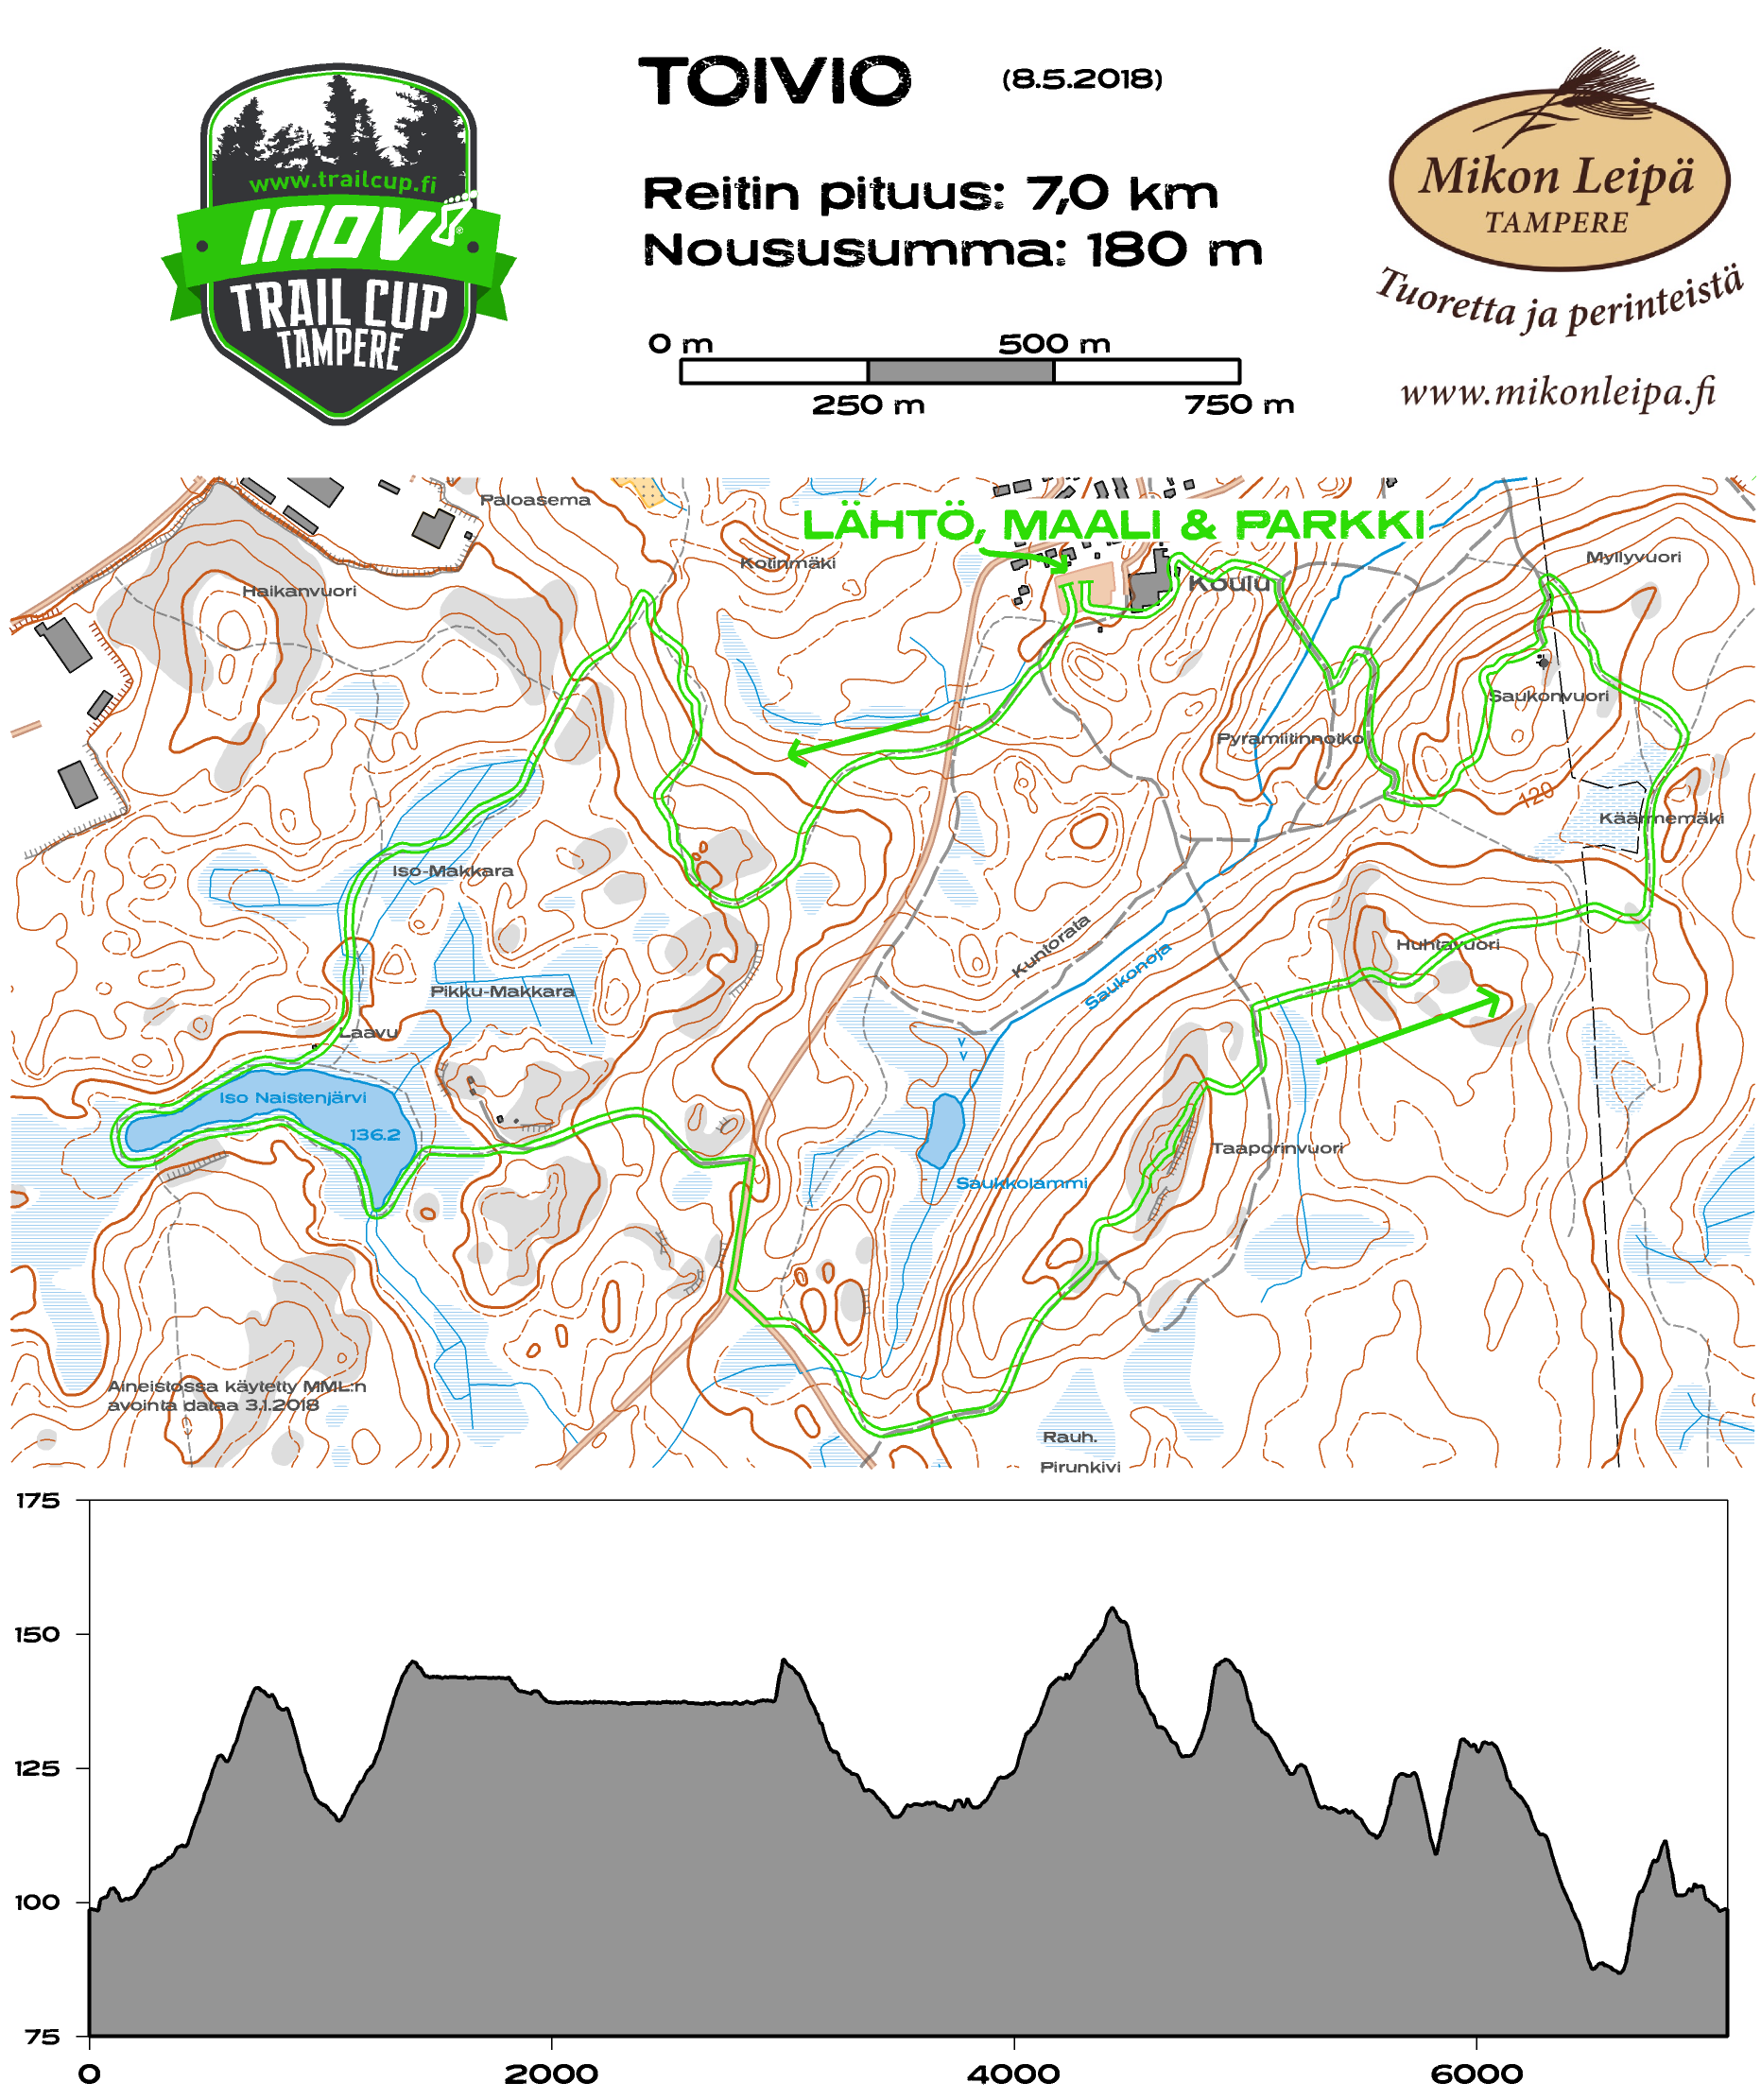 TOIVIO (8.5.2018)
Reitin pituus: 7,0 km
Noususumma: 180 m
0 m 500 m
250 m 750 m
www.trailcup.fi
inov8
®
TRAIL CUP
TAMPERE
Mikon Leipä
TAMPERE
Tuoretta ja perinteistä
www.mikonleipa.fi
Paloasema
LÄHTÖ, MAALI & PARKKI
Kotinmäki
Myllyvuori
Haikanvuori
Koulu
Saukonvuori
Pyramiitinnotko
120
Käärmemäki
Iso-Makkara
Kuntorata
Huhtavuori
Saukonoja
Pikku-Makkara
Laavu
Iso Naistenjärvi
136.2
Taaporinvuori
Saukkolammi
Aineistossa käytetty MML:n
avointa dataa 3.1.2018
Rauh.
Pirunkivi
175
150
125
100
75
0 2000 4000 6000